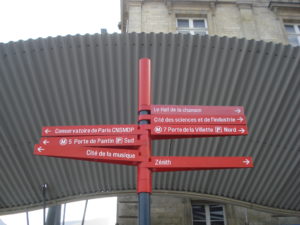 Le Hall de la chanson
Cité des sciences et de l'industrie
M 7 Porte de la Villette P Nord
Conservatoire de Paris CNSMDP
M 5 Porte de Pantin P Sud
Cité de la musique
Zénith